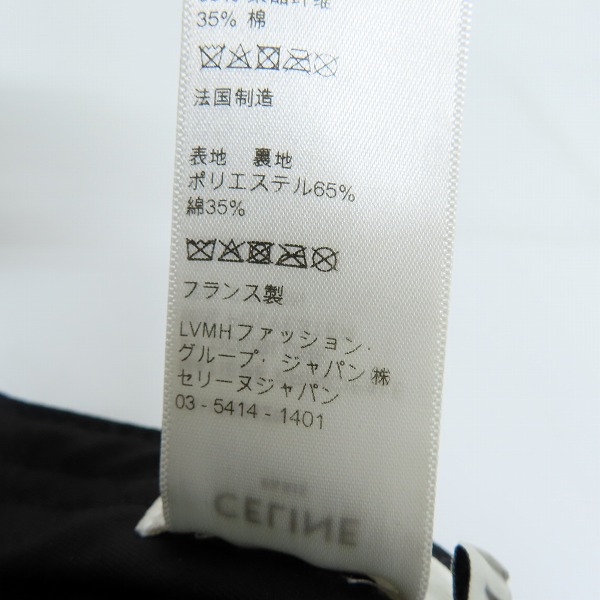 35% 棉
法国制造
表地　裏地
ポリエステル65%
綿35%
フランス製
LVMHファッション・
グループ・ジャパン㈱
セリーヌジャパン
03 - 5414 - 1401
CELINE